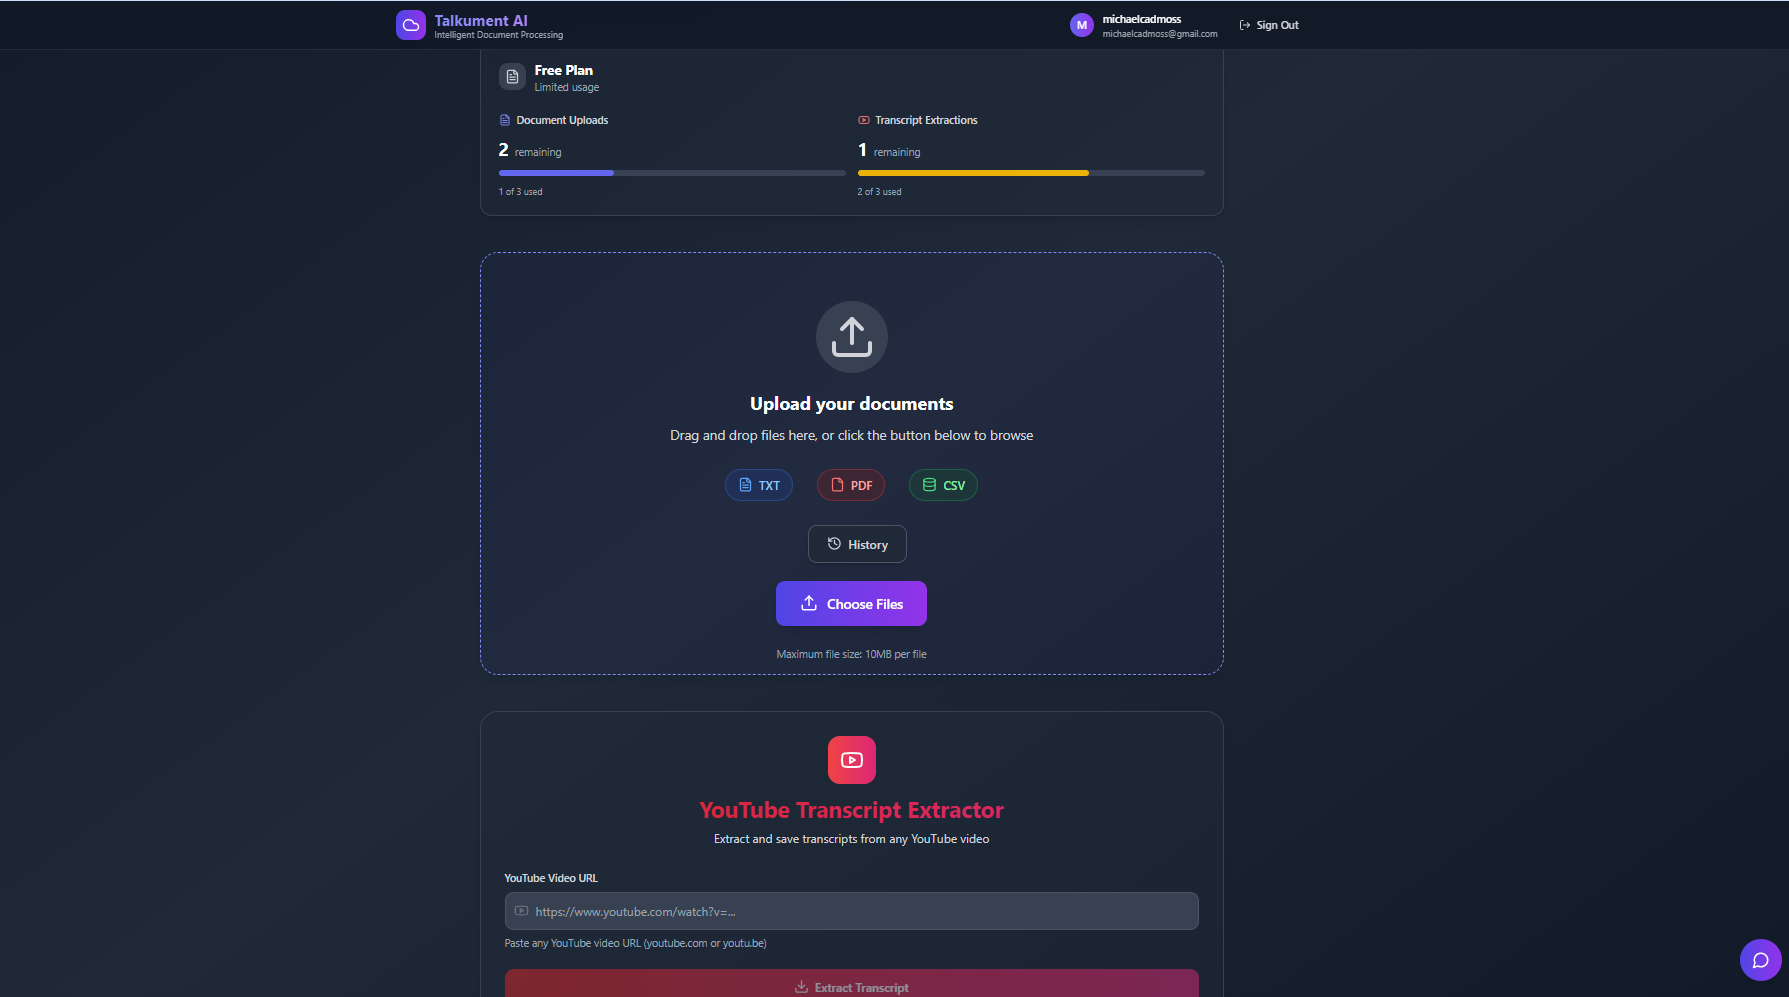 Talkument AI
Intelligent Document Processing
M
michaelcadmoss
michaelcadmoss@gmail.com
Sign Out
Free Plan
Limited usage
Document Uploads
2 remaining
1 of 3 used
Transcript Extractions
1 remaining
2 of 3 used
Upload your documents
Drag and drop files here, or click the button below to browse
TXT
PDF
CSV
History
Choose Files
Maximum file size: 10MB per file
YouTube Transcript Extractor
Extract and save transcripts from any YouTube video
YouTube Video URL
https://www.youtube.com/watch?v=...
Paste any YouTube video URL (youtube.com or youtu.be)
Extract Transcript